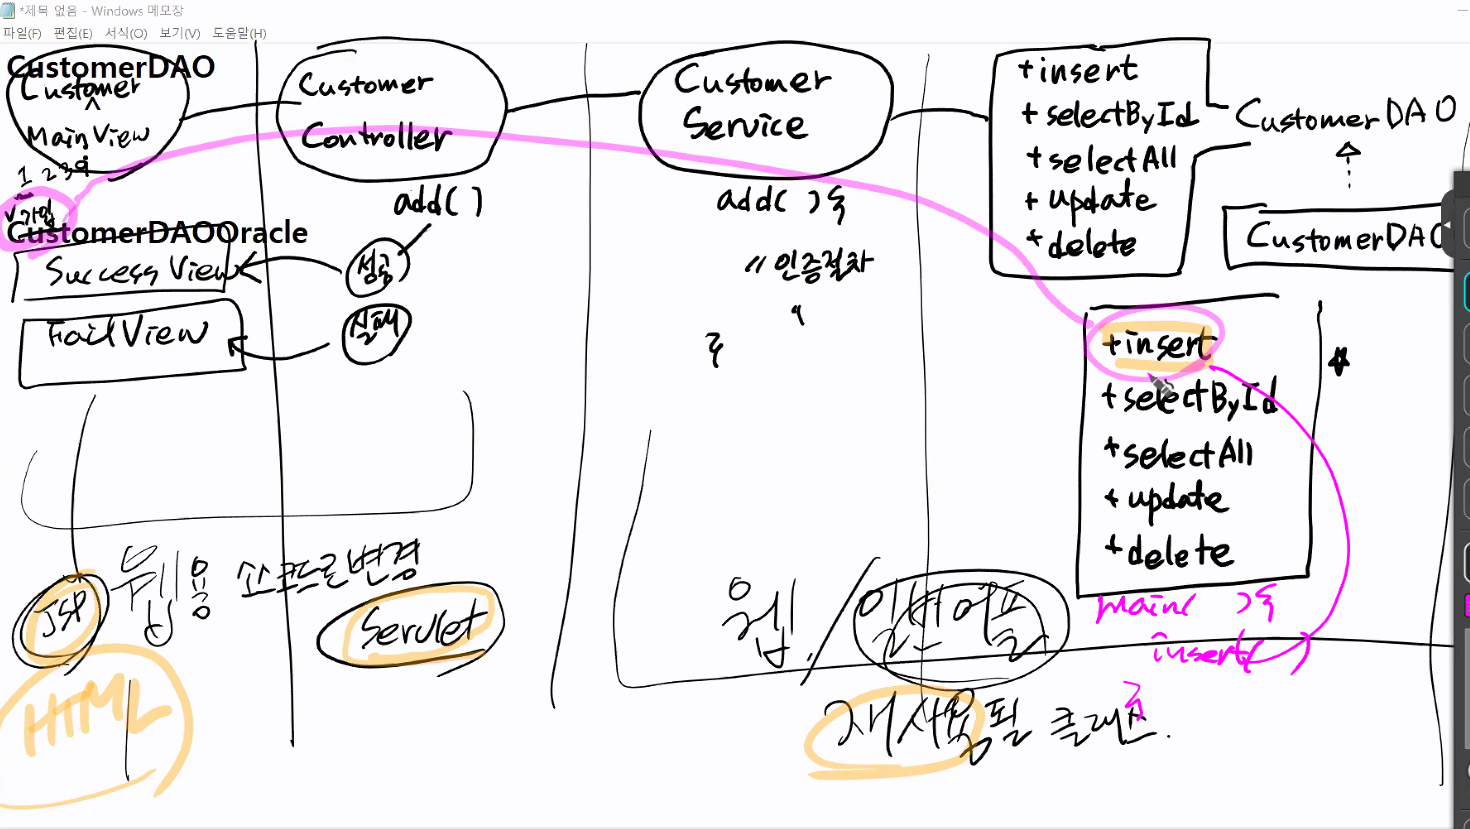 *제목 없음 - Windows 메모장
파일(F) 편집(E) 서식(O) 보기(V) 도움말(H)
CustomerDAO
Customer
MainView
1 2 3 9
가입
CustomerDAOOracle
Success View
Fail View
Customer
Controller
add( )
성공
실패
Customer
Service
add( ){
// 인증절차
}
+insert
+selectById
+selectAll
+update
+delete
CustomerDAO
CustomerDAO
+insert
+selectById
+selectAll
+update
+delete
main( ){
insert( )
}
웹용 소스코드로변경
JSP
Servlet
HTML
웹 / 일반어플
재사용될 클래스.